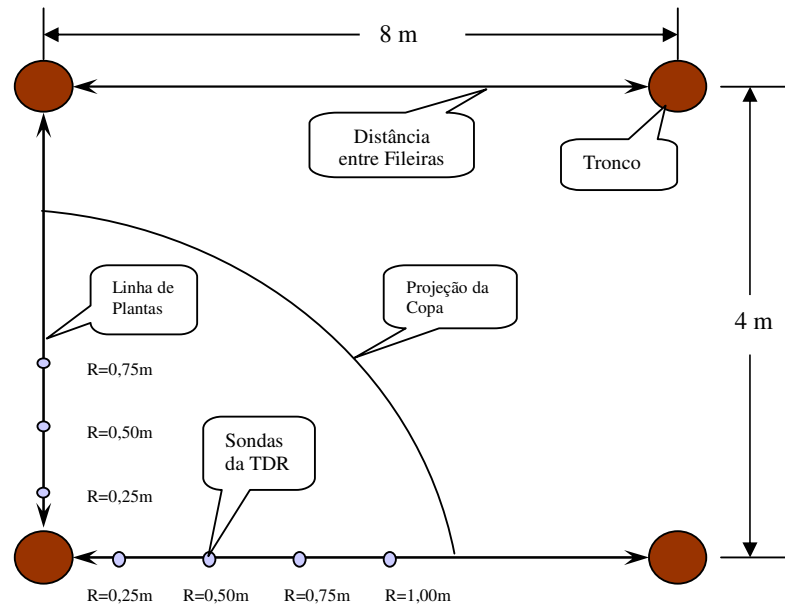 8 m
Distância
entre Fileiras
Tronco
Linha de
Plantas
Projeção da
Copa
4 m
R=0,75m
R=0,50m
Sondas
da TDR
R=0,25m
R=0,25m
R=0,50m
R=0,75m
R=1,00m